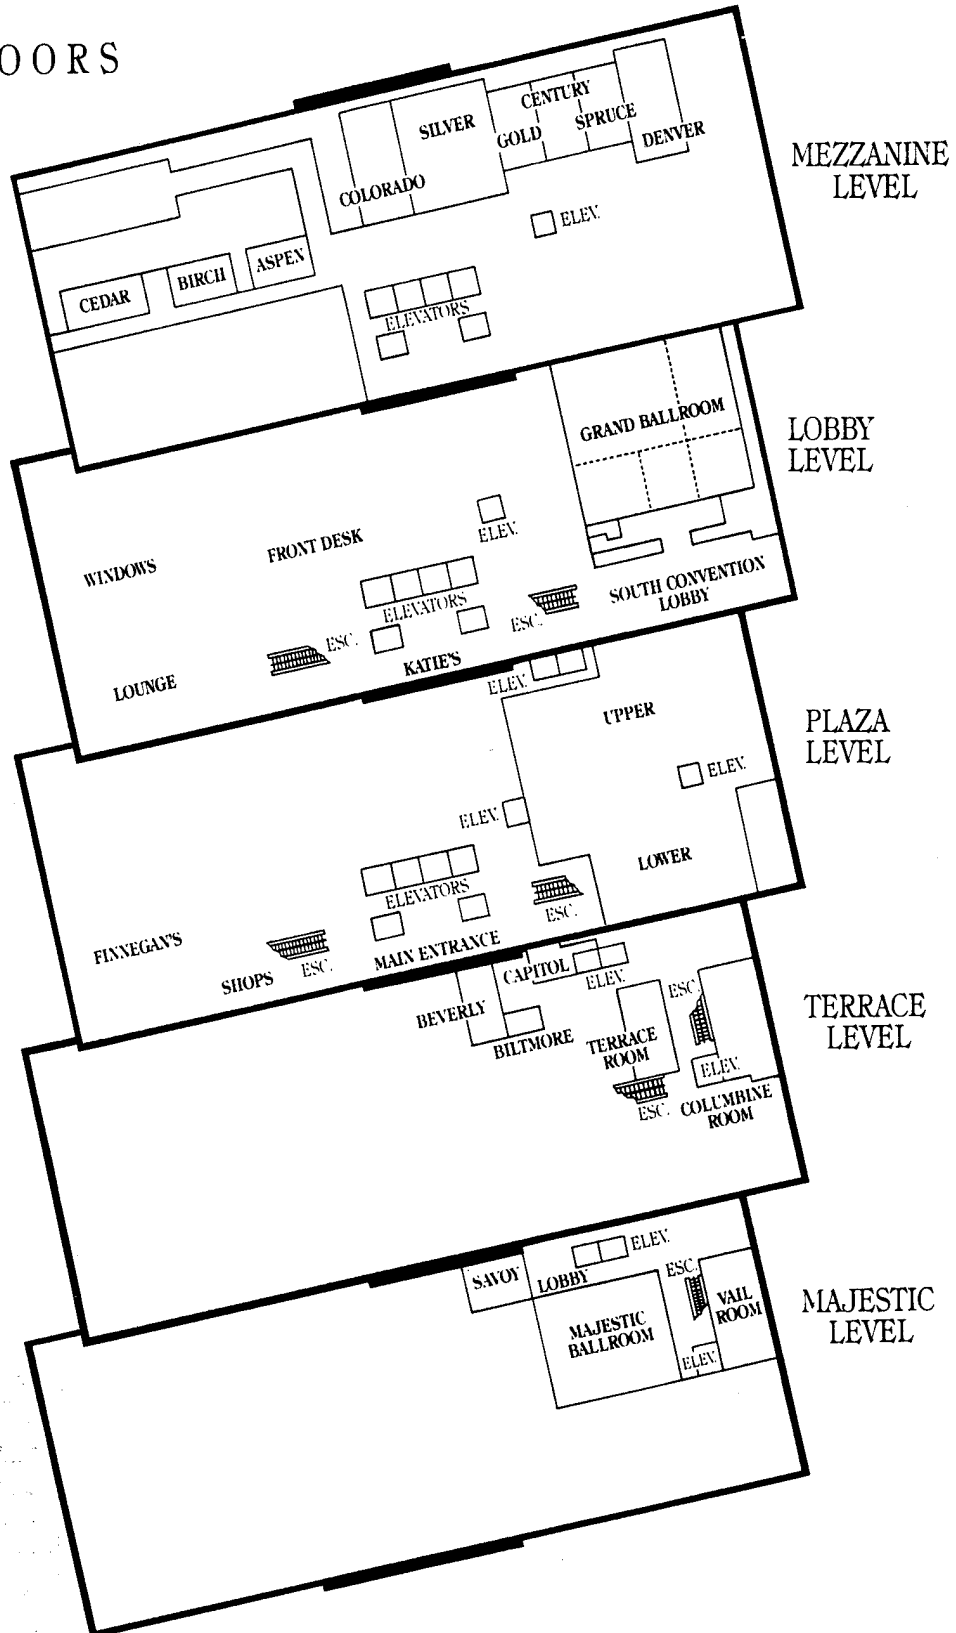 OORS
CENTURY
SILVER
GOLD
SPRUCE
DENVER
COLORADO
MEZZANINE
LEVEL
ELEV.
ASPEN
BIRCH
CEDAR
ELEVATORS
GRAND BALLROOM
LOBBY
LEVEL
ELEV.
FRONT DESK
WINDOWS
ELEVATORS
SOUTH CONVENTION
LOBBY
ESC.
ESC.
KATIE'S
LOUNGE
ELEV.
UPPER
PLAZA
LEVEL
ELEV.
ELEV.
LOWER
ELEVATORS
ESC.
FINNEGAN'S
MAIN ENTRANCE
SHOPS
ESC.
CAPITOL
ELEV.
ESC.
BEVERLY
BILTMORE
TERRACE
ROOM
TERRACE
LEVEL
ELEV.
ESC.
COLUMBINE
ROOM
ELEV.
SAVOY
LOBBY
ESC.
VAIL
ROOM
MAJESTIC
BALLROOM
MAJESTIC
LEVEL
ELEV.